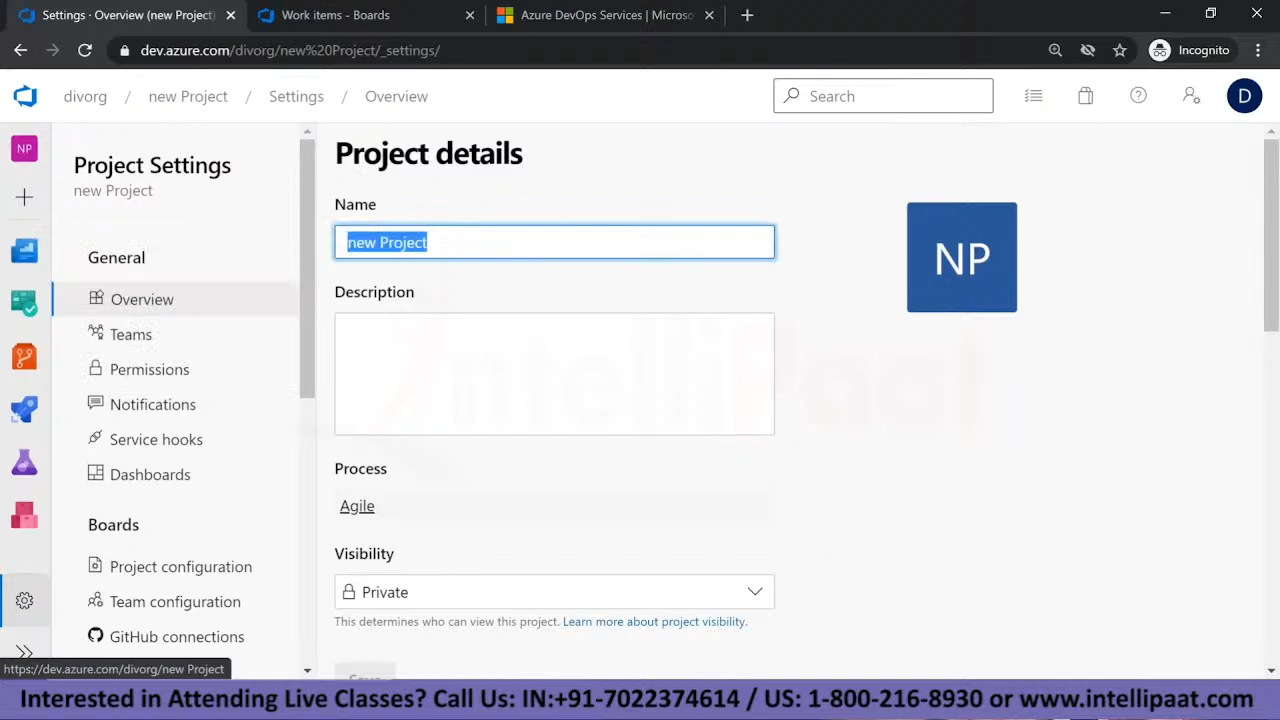 Settings - Overview (new Project)
Work items - Boards
Azure DevOps Services | Microso
dev.azure.com/divorg/new%20Project/_settings/
Incognito
divorg / new Project / Settings / Overview
Search
D
NP
Project Settings
new Project
General
Overview
Teams
Permissions
Notifications
Service hooks
Dashboards
Boards
Project configuration
Team configuration
GitHub connections
Project details
Name
new Project
Description
Process
Agile
Visibility
Private
This determines who can view this project. Learn more about project visibility.
Save
NP
IntelliPaat
https://dev.azure.com/divorg/new Project
Interested in Attending Live Classes? Call Us: IN:+91-7022374614 / US: 1-800-216-8930 or www.intellipaat.com